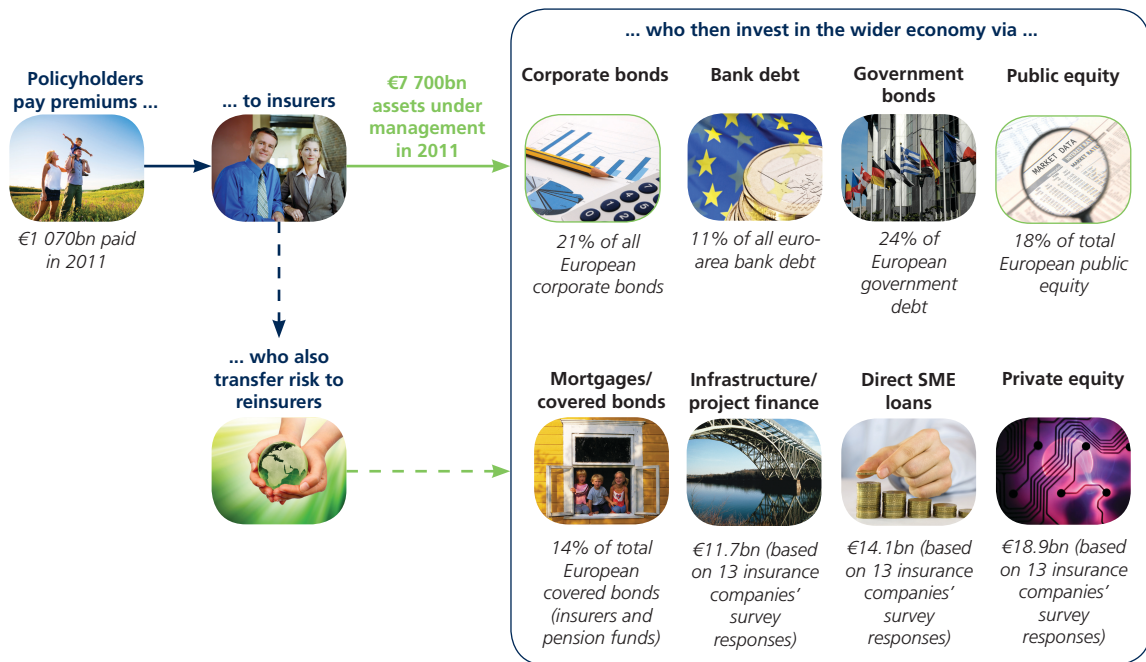 ... who then invest in the wider economy via ...
Policyholders
pay premiums ...
€1 070bn paid
in 2011
... to insurers
€7 700bn
assets under
management
in 2011
... who also
transfer risk to
reinsurers
Corporate bonds
21% of all
European
corporate bonds
Bank debt
11% of all euro-
area bank debt
Government
bonds
24% of
European
government
debt
Public equity
MARKET DATA
18% of total
European public
equity
Mortgages/
covered bonds
14% of total
European
covered bonds
(insurers and
pension funds)
Infrastructure/
project finance
€11.7bn (based
on 13 insurance
companies’
survey
responses)
Direct SME
loans
€14.1bn (based
on 13 insurance
companies’
survey
responses)
Private equity
€18.9bn (based
on 13 insurance
companies’
survey
responses)